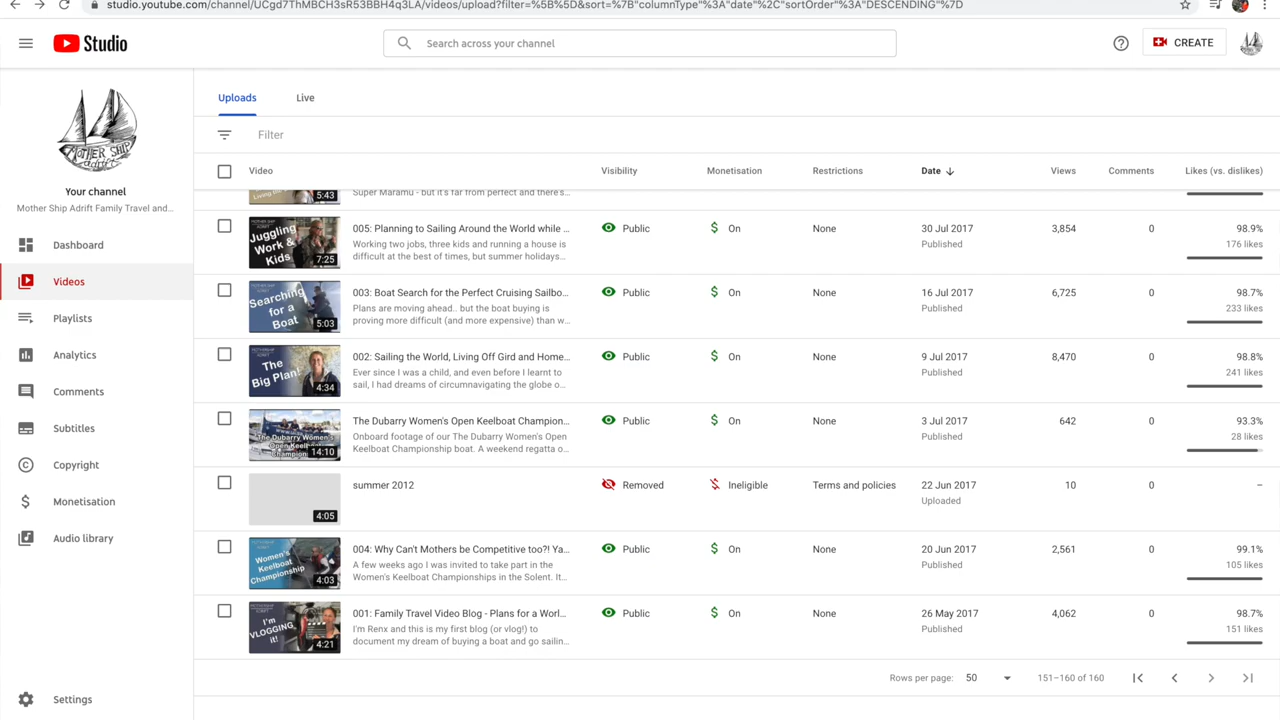 studio.youtube.com/channel/UCgd7ThMBCH3sR53BBH4q3LA/videos/upload?filter=%5B%5D&sort=%7B"columnType"%3A"date"%2C"sortOrder"%3A"DESCENDING"%7D
Studio
Search across your channel
CREATE
MOTHER SHIP
adrift
Your channel
Mother Ship Adrift Family Travel and...
Dashboard
Videos
Playlists
Analytics
Comments
Subtitles
Copyright
Monetisation
Audio library
Settings
Uploads Live
Filter
Video Visibility Monetisation Restrictions Date Views Comments Likes (vs. dislikes)
5:43 Super Maramu - but it's far from perfect and there's...
Juggling
Work &
Kids
7:25
005: Planning to Sailing Around the World while ... Public On None 30 Jul 2017 3,854 0 98.9%
Working two jobs, three kids and running a house is Published 176 likes
difficult at the best of times, but summer holidays...
Searching
for a
Boat
5:03
003: Boat Search for the Perfect Cruising Sailbo... Public On None 16 Jul 2017 6,725 0 98.7%
Plans are moving ahead.. but the boat buying is Published 233 likes
proving more difficult (and more expensive) than w...
The
Big Plan!
4:34
002: Sailing the World, Living Off Gird and Home... Public On None 9 Jul 2017 8,470 0 98.8%
Ever since I was a child, and even before I learnt to Published 241 likes
sail, I had dreams of circumnavigating the globe o...
The Dubarry Women's
Open Keelboat
Champion
14:10
The Dubarry Women's Open Keelboat Champion... Public On None 3 Jul 2017 642 0 93.3%
Onboard footage of our The Dubarry Women's Open Published 28 likes
Keelboat Championship boat. A weekend regatta o...
4:05
summer 2012 Removed Ineligible Terms and policies 22 Jun 2017 10 0 –
Uploaded
Women's
Keelboat
Championship
4:03
004: Why Can't Mothers be Competitive too?! Ya... Public On None 20 Jun 2017 2,561 0 99.1%
A few weeks ago I was invited to take part in the Published 105 likes
Women's Keelboat Championships in the Solent. It...
I'm
VLOGGING
it!
4:21
001: Family Travel Video Blog - Plans for a Worl... Public On None 26 May 2017 4,062 0 98.7%
I'm Renx and this is my first blog (or vlog!) to Published 151 likes
document my dream of buying a boat and go sailin...
Rows per page: 50 151–160 of 160